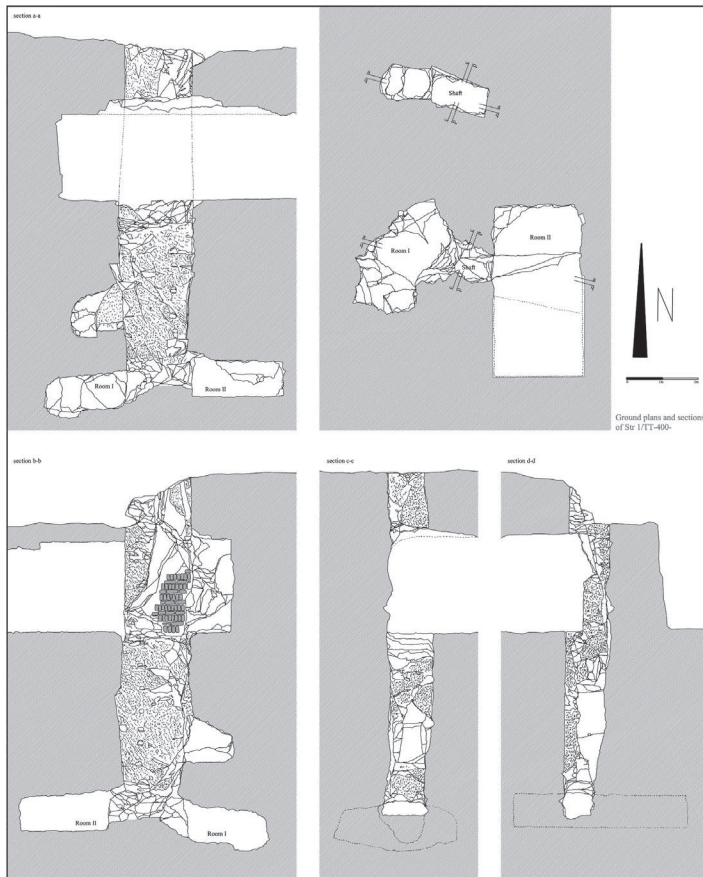 section a-a
Shaft
Room I
Room II
Shaft
Room I
Room II
N
Ground plans and sections
of Str 1/TT-400-
section b-b
section c-c
section d-d
Room II
Room I